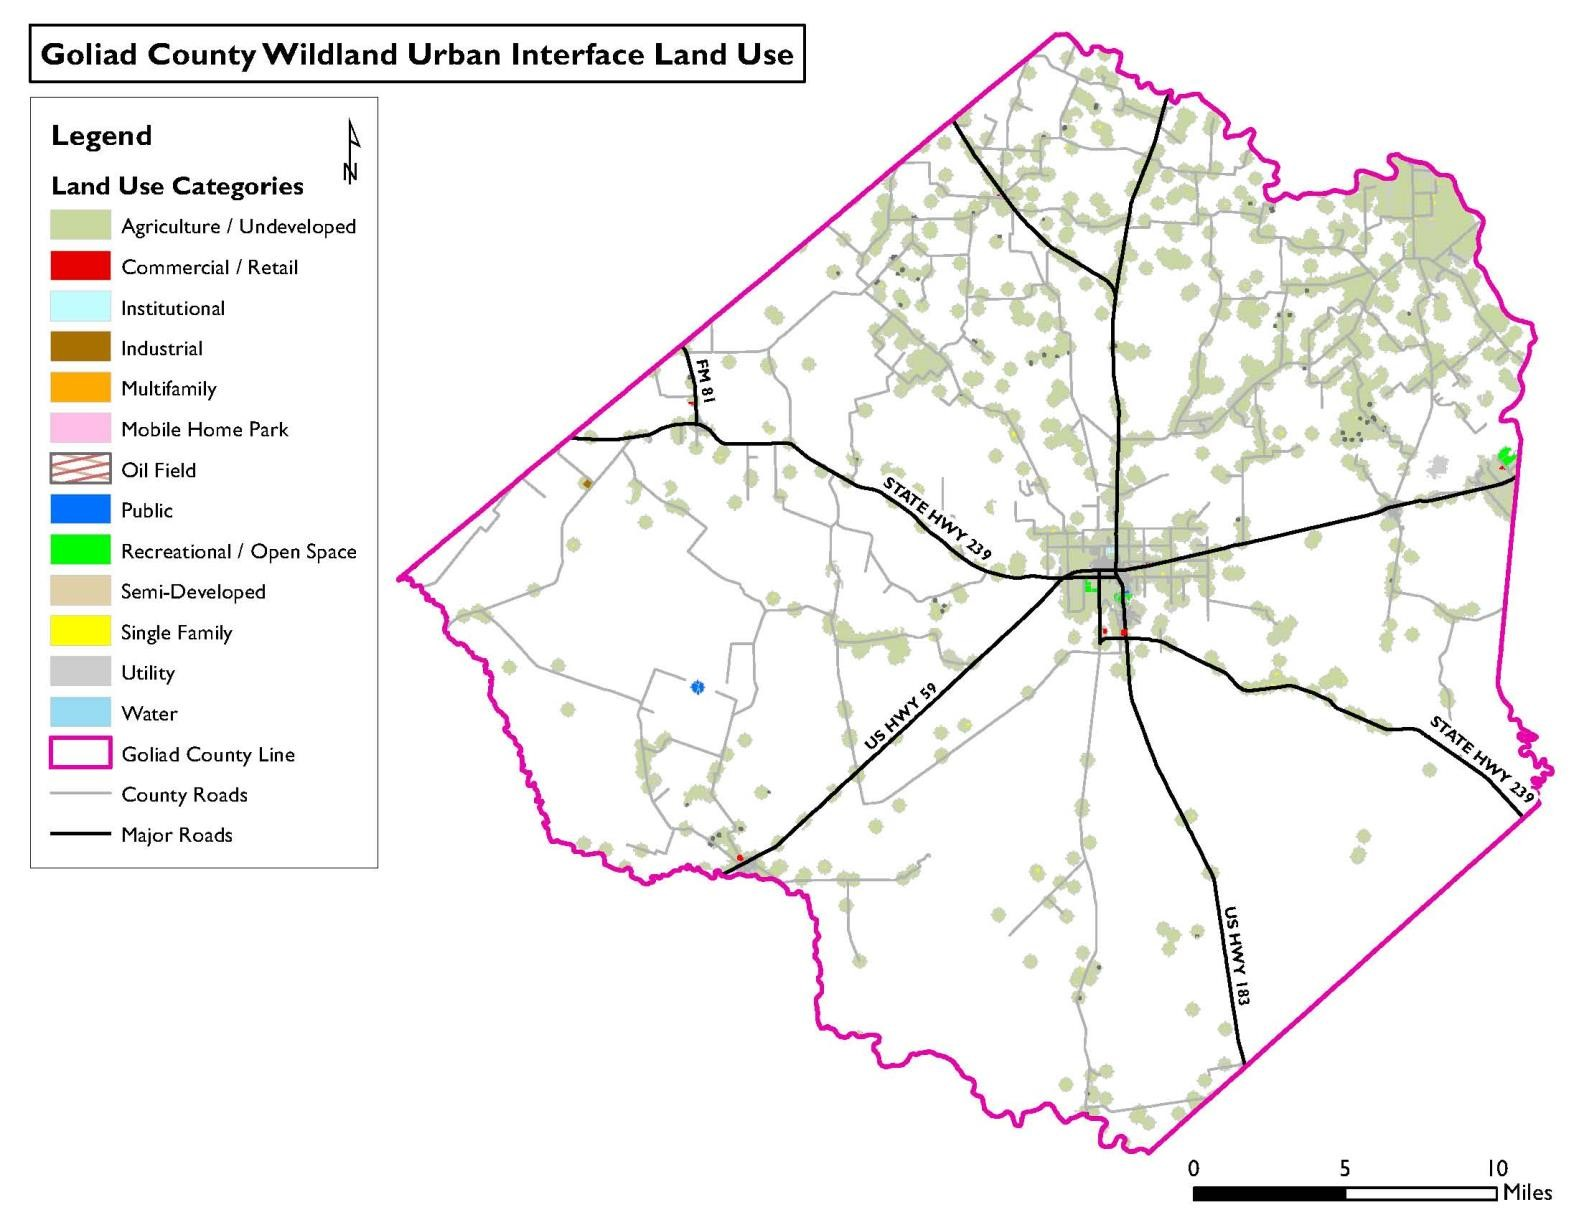 Goliad County Wildland Urban Interface Land Use
Legend
N
Land Use Categories
Agriculture / Undeveloped
Commercial / Retail
Institutional
Industrial
Multifamily
Mobile Home Park
Oil Field
Public
Recreational / Open Space
Semi-Developed
Single Family
Utility
Water
Goliad County Line
County Roads
Major Roads
FM 81
STATE HWY 239
US HWY 59
STATE HWY 239
US HWY 183
0 5 10
Miles